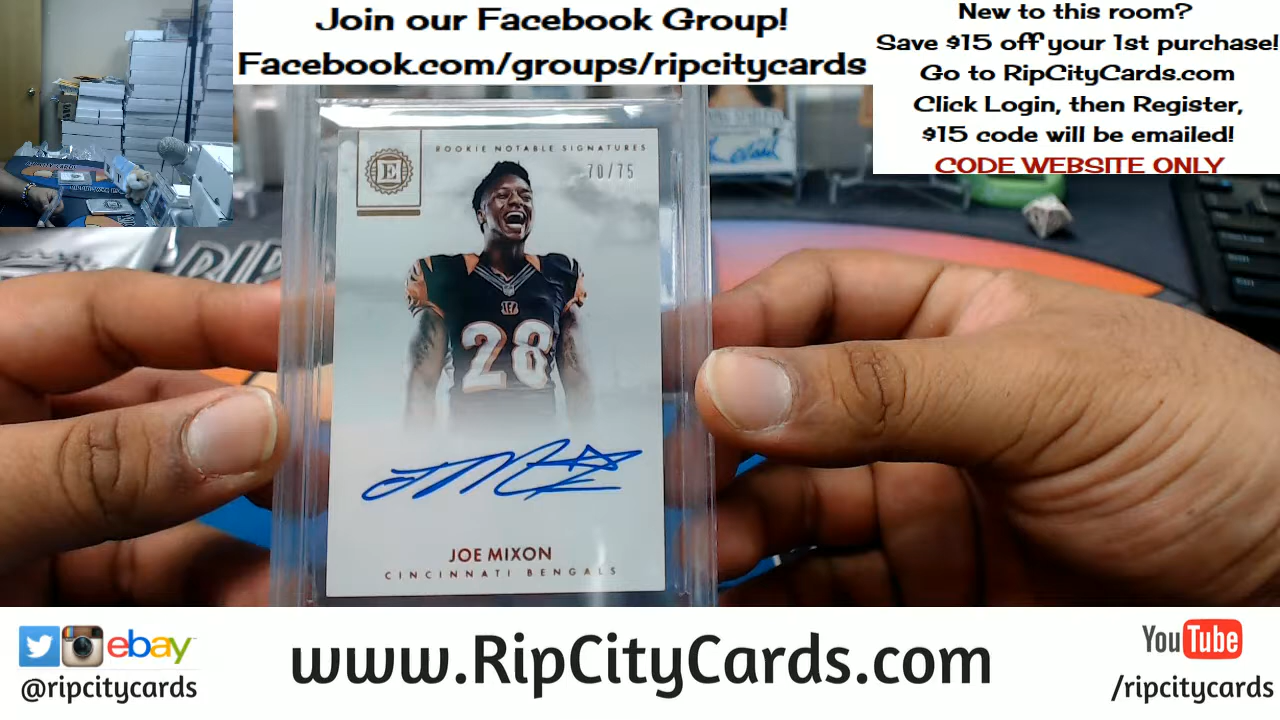 Join our Facebook Group!
Facebook.com/groups/ripcitycards
New to this room?
Save $15 off your 1st purchase!
Go to RipCityCards.com
Click Login, then Register,
$15 code will be emailed!
CODE WEBSITE ONLY
E
ROOKIE NOTABLE SIGNATURES
70/75
28
JOE MIXON
CINCINNATI BENGALS
RIP
ebay
@ripcitycards
www.RipCityCards.com
YouTube
/ripcitycards